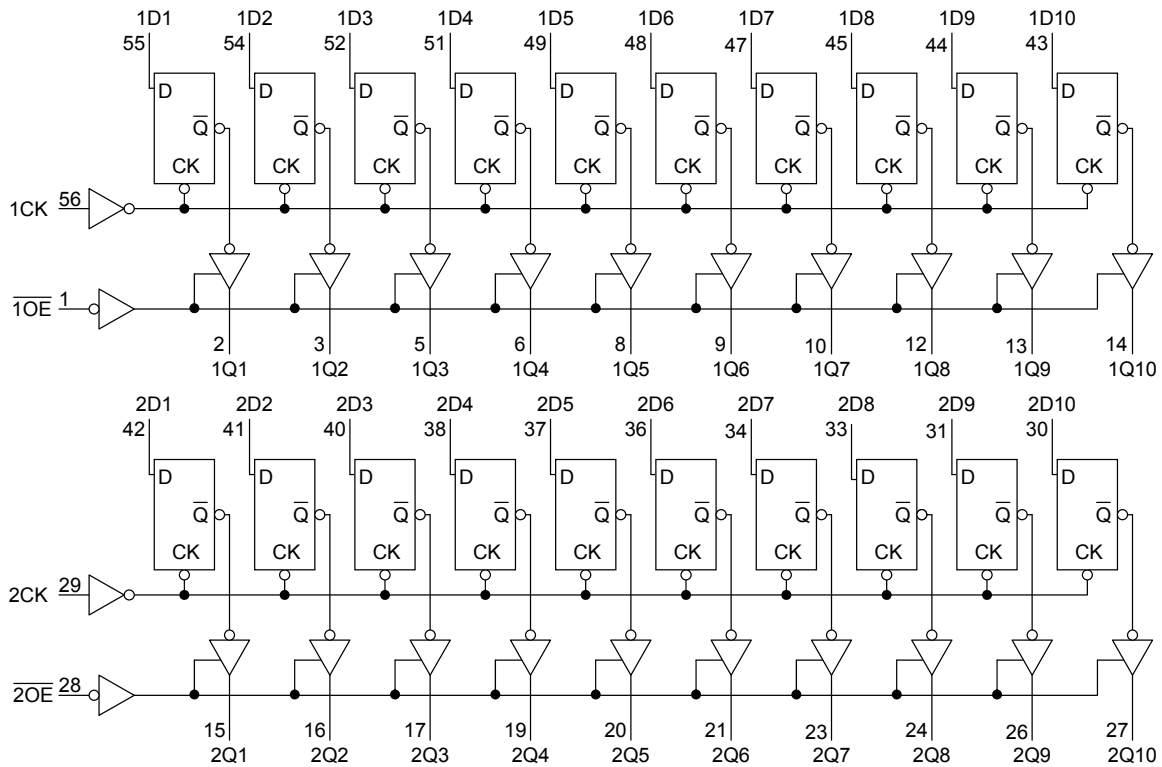 1D1 1D2 1D3 1D4 1D5 1D6 1D7 1D8 1D9 1D10
55 54 52 51 49 48 47 45 44 43
D D D D D D D D D D
Q̅ Q̅ Q̅ Q̅ Q̅ Q̅ Q̅ Q̅ Q̅ Q̅
CK CK CK CK CK CK CK CK CK CK
1CK 56
1̅O̅E̅ 1
2 3 5 6 8 9 10 12 13 14
1Q1 1Q2 1Q3 1Q4 1Q5 1Q6 1Q7 1Q8 1Q9 1Q10
2D1 2D2 2D3 2D4 2D5 2D6 2D7 2D8 2D9 2D10
42 41 40 38 37 36 34 33 31 30
D D D D D D D D D D
Q̅ Q̅ Q̅ Q̅ Q̅ Q̅ Q̅ Q̅ Q̅ Q̅
CK CK CK CK CK CK CK CK CK CK
2CK 29
2̅O̅E̅ 28
15 16 17 19 20 21 23 24 26 27
2Q1 2Q2 2Q3 2Q4 2Q5 2Q6 2Q7 2Q8 2Q9 2Q10